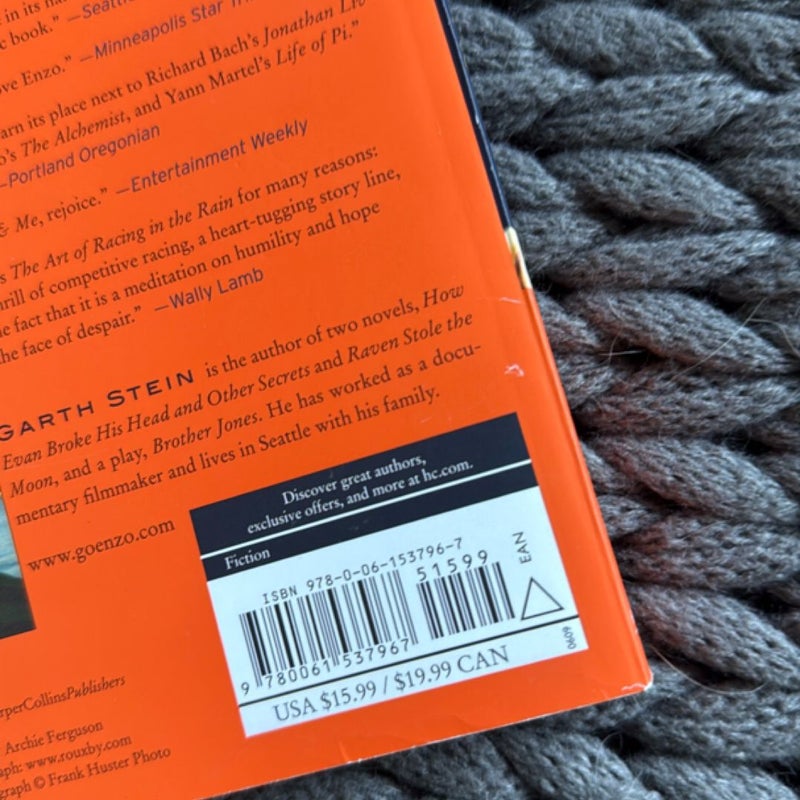 in its
c book." —Seattle
—Minneapolis Star Tri
ove Enzo."
arn its place next to Richard Bach's Jonathan Liv
o's The Alchemist, and Yann Martel's Life of Pi."
—Portland Oregonian
& Me, rejoice." —Entertainment Weekly
s The Art of Racing in the Rain for many reasons:
hrill of competitive racing, a heart-tugging story line,
he fact that it is a meditation on humility and hope
the face of despair." —Wally Lamb
GARTH STEIN is the author of two novels, How
Evan Broke His Head and Other Secrets and Raven Stole the
Moon, and a play, Brother Jones. He has worked as a docu-
mentary filmmaker and lives in Seattle with his family.
www.goenzo.com
Discover great authors,
exclusive offers, and more at hc.com.
Fiction
ISBN 978-0-06-153796-7
51599
EAN
9 780061 537967
0609
USA $15.99 / $19.99 CAN
rperCollinsPublishers
Archie Ferguson
aph: www.rouxby.com
graph © Frank Huster Photo